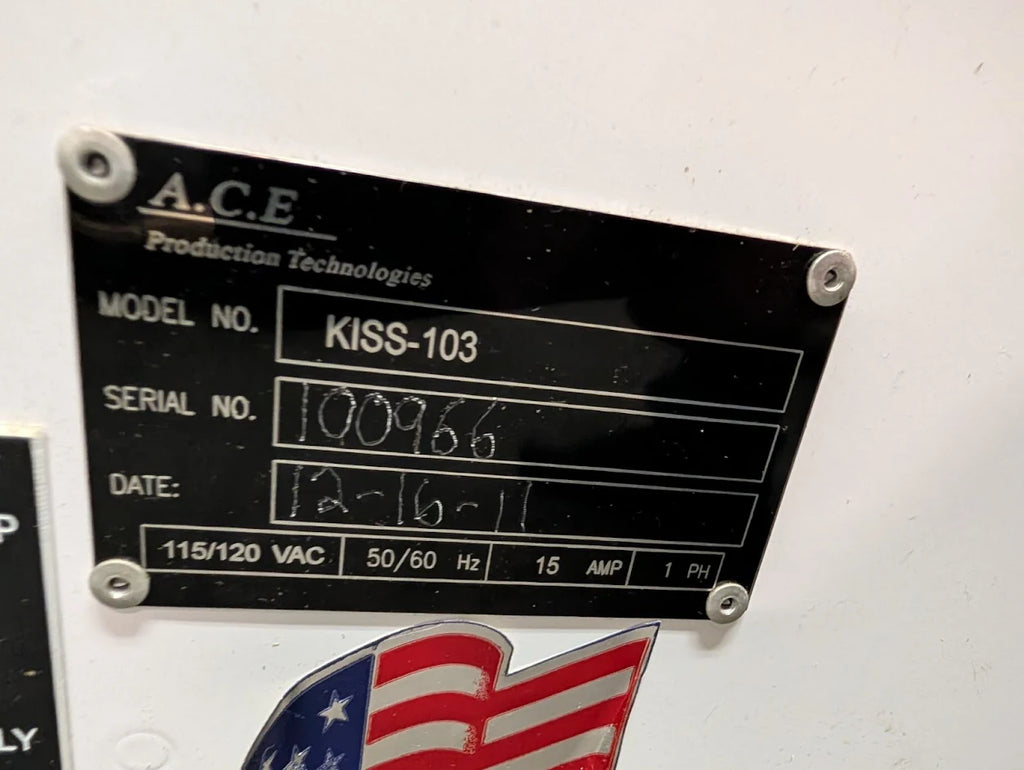 A.C.E
Production Technologies
MODEL NO. KISS-103
SERIAL NO. 100966
DATE: 12-16-11
115/120 VAC 50/60 Hz 15 AMP 1 PH
P
LY